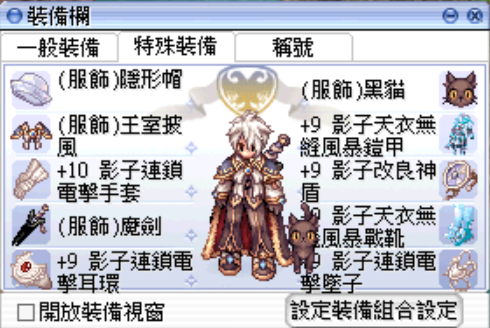 裝備欄
一般裝備
特殊裝備
稱號
(服飾)隱形帽
(服飾)黑貓
(服飾)王室披
風
+9 影子天衣無
縫風暴鎧甲
+10 影子連鎖
電擊手套
+9 影子改良神
盾
(服飾)魔劍
+9 影子天衣無
縫風暴戰靴
+9 影子連鎖電
擊耳環
+9 影子連鎖電
擊墜子
開放裝備視窗
設定裝備組合設定